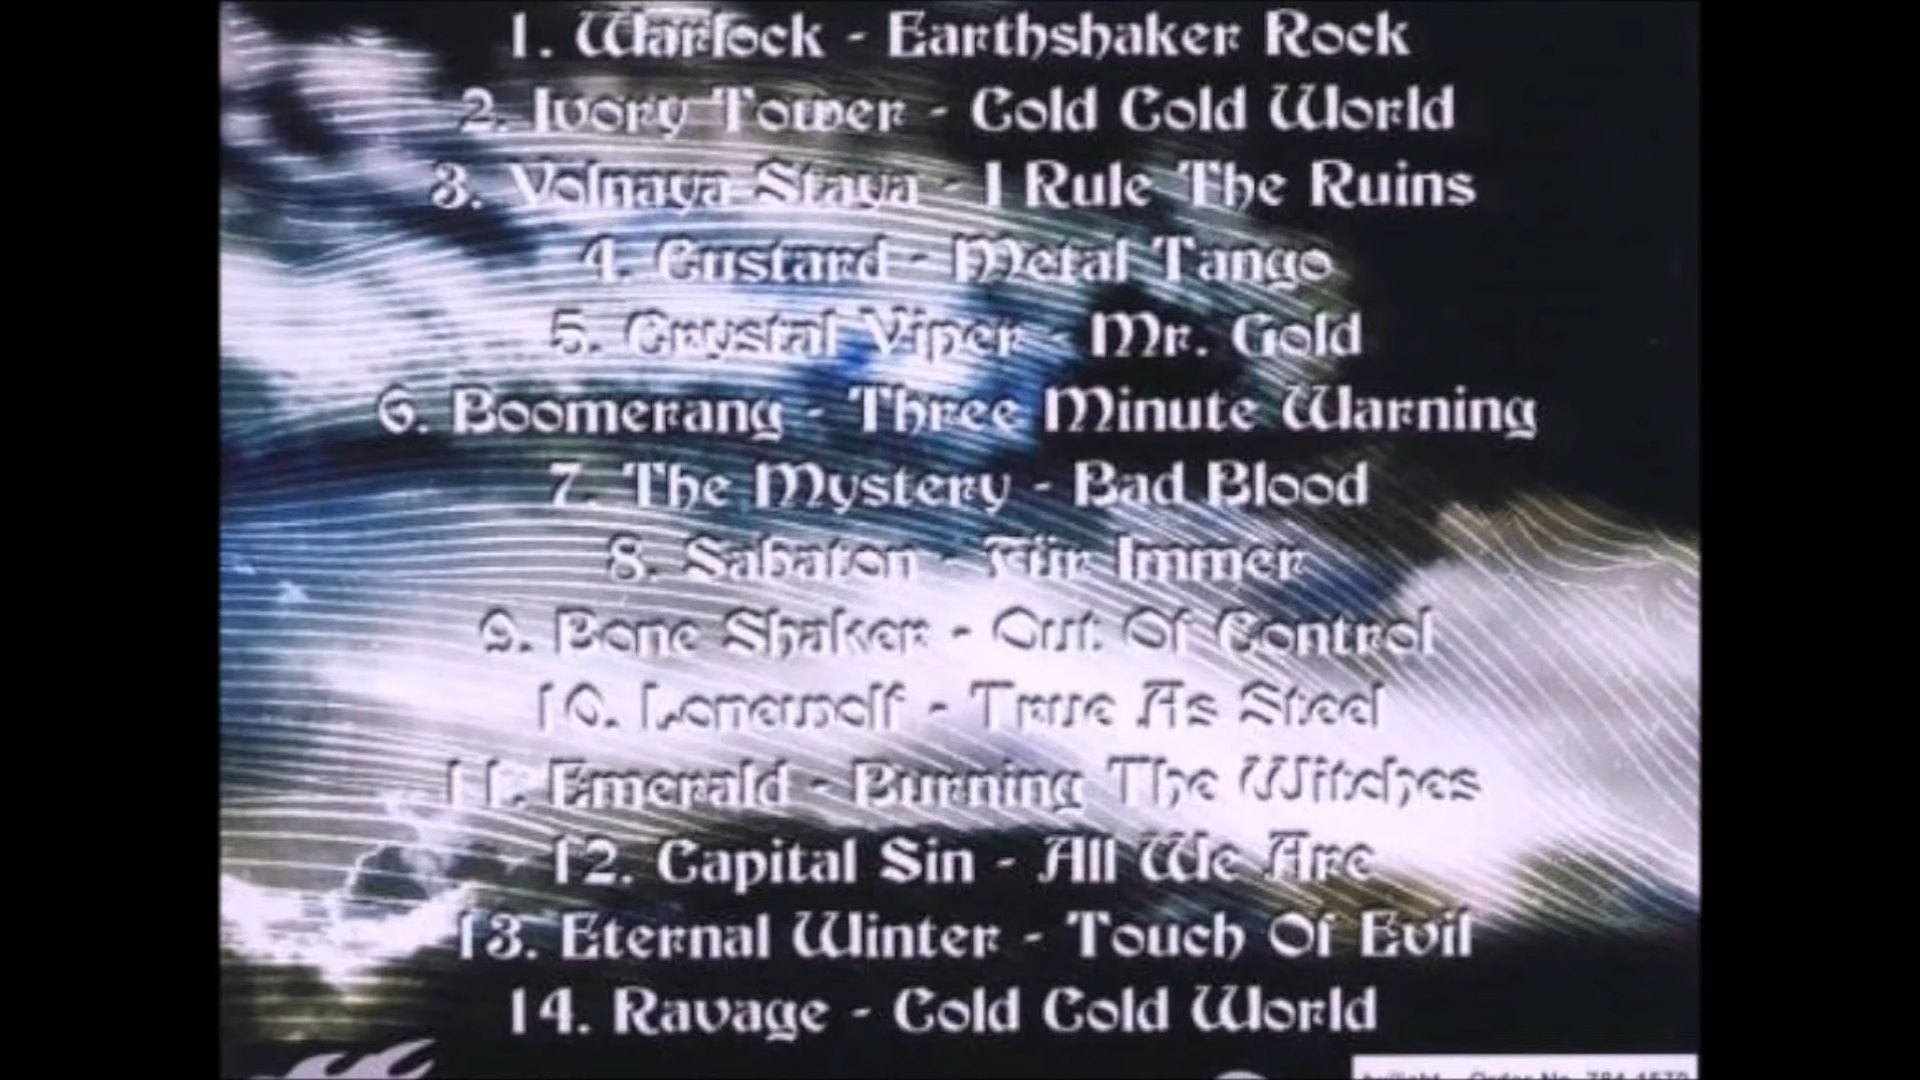 1. Warlock - Earthshaker Rock
2. Ivory Tower - Cold Cold World
3. Volnaya Staya - I Rule The Ruins
4. Custard - Metal Tango
5. Crystal Viper - Mr. Gold
6. Boomerang - Three Minute Warning
7. The Mystery - Bad Blood
8. Sabaton - Für Immer
9. Bone Shaker - Out Of Control
10. Lonewolf - True As Steel
11. Emerald - Burning The Witches
12. Capital Sin - All We Are
13. Eternal Winter - Touch Of Evil
14. Ravage - Cold Cold World